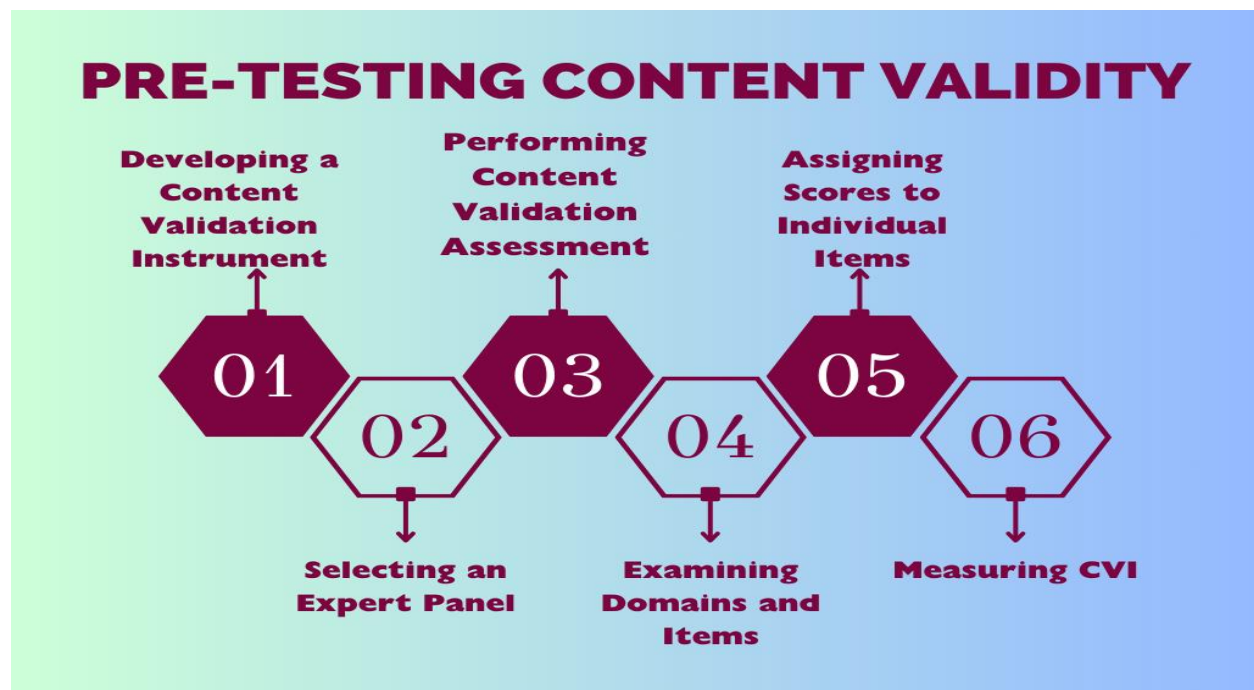 PRE-TESTING CONTENT VALIDITY
Developing a
Content
Validation
Instrument
01
Selecting an
Expert Panel
02
Performing
Content
Validation
Assessment
03
Examining
Domains and
Items
04
Assigning
Scores to
Individual
Items
05
Measuring CVI
06